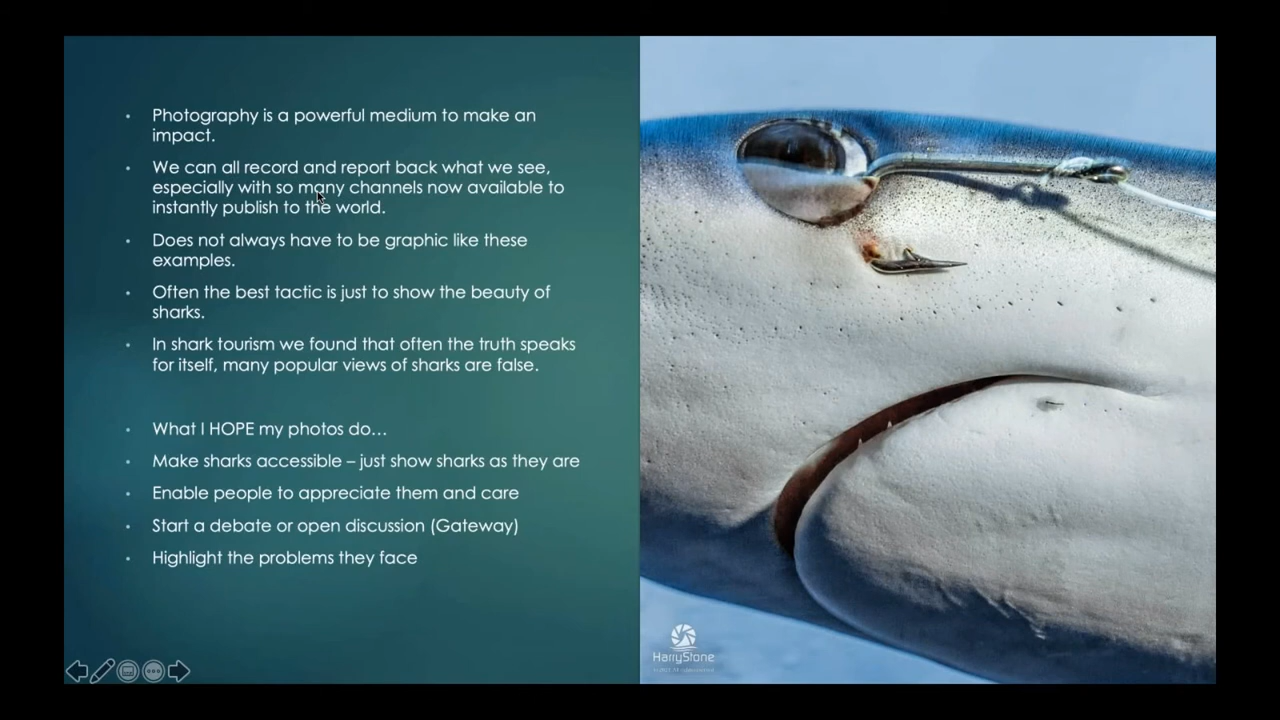 Photography is a powerful medium to make an
impact.
We can all record and report back what we see,
especially with so many channels now available to
instantly publish to the world.
Does not always have to be graphic like these
examples.
Often the best tactic is just to show the beauty of
sharks.
In shark tourism we found that often the truth speaks
for itself, many popular views of sharks are false.
What I HOPE my photos do…
Make sharks accessible – just show sharks as they are
Enable people to appreciate them and care
Start a debate or open discussion (Gateway)
Highlight the problems they face
HarryStone